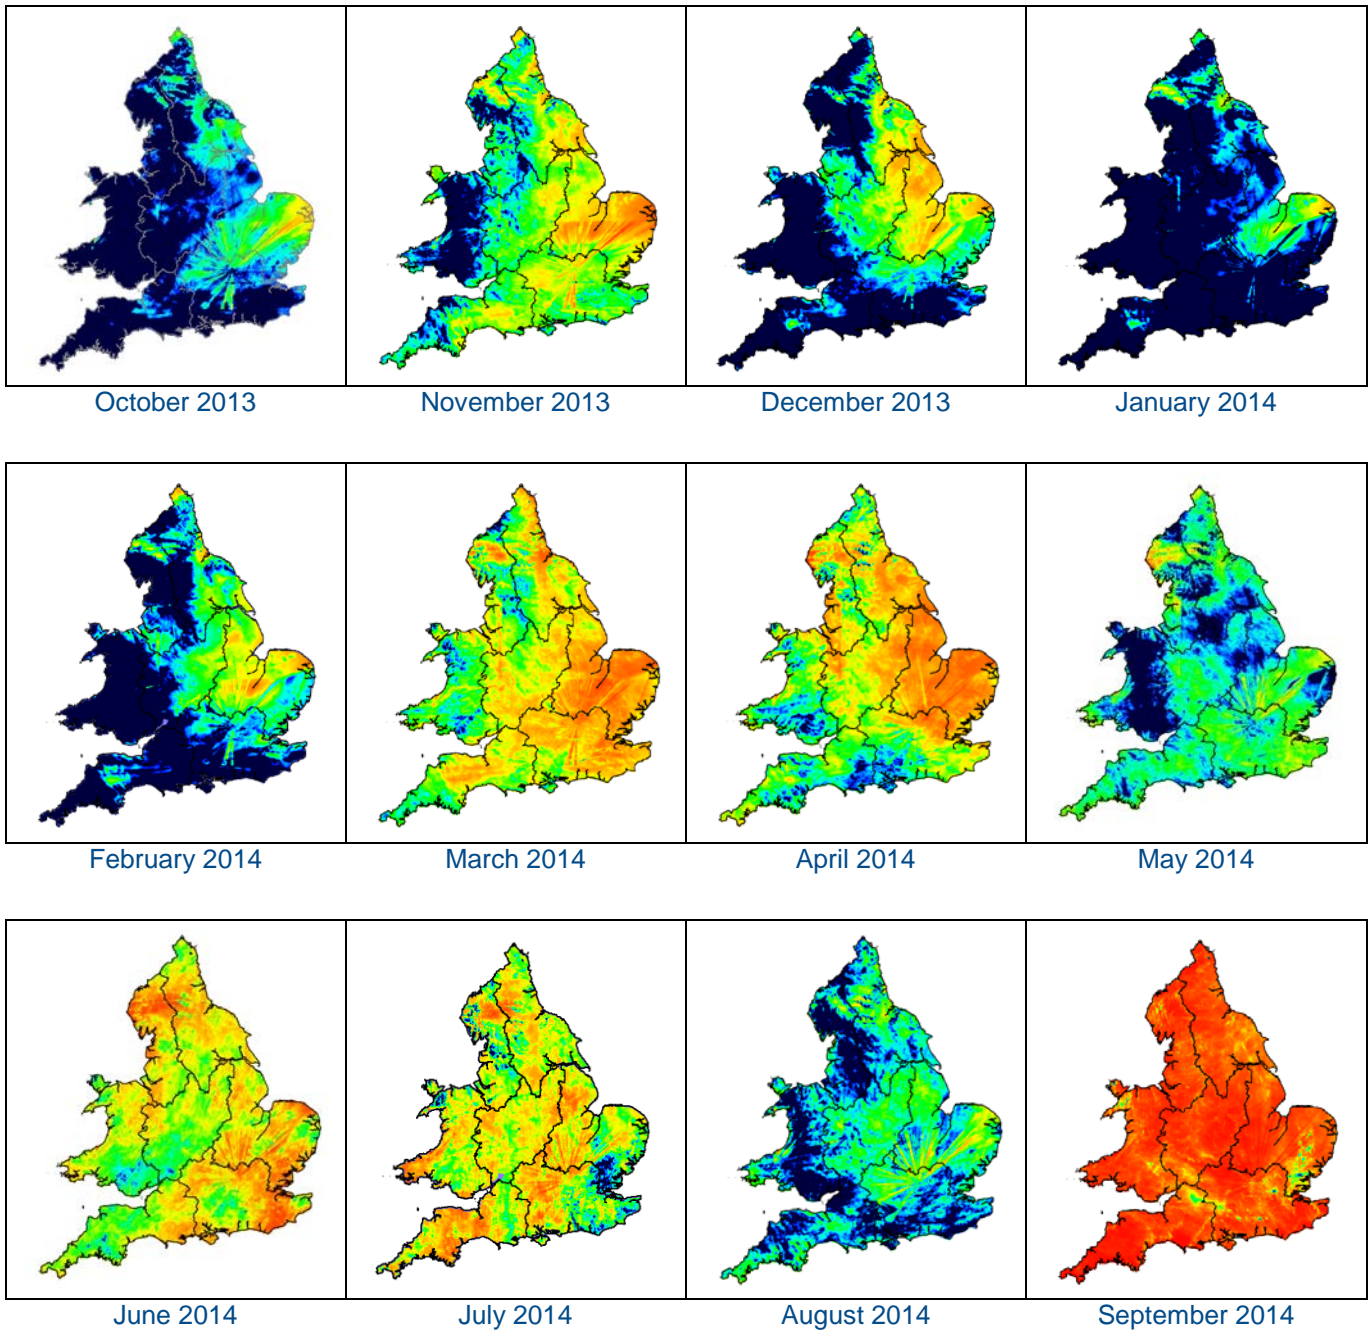 October 2013
November 2013
December 2013
January 2014
February 2014
March 2014
April 2014
May 2014
June 2014
July 2014
August 2014
September 2014